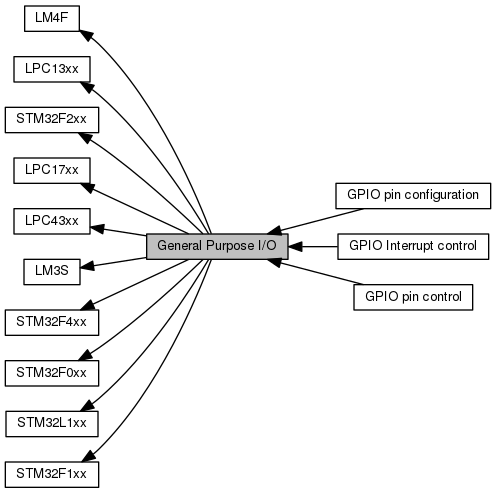 LM4F
LPC13xx
STM32F2xx
LPC17xx
LPC43xx
LM3S
STM32F4xx
STM32F0xx
STM32L1xx
STM32F1xx
General Purpose I/O
GPIO pin configuration
GPIO Interrupt control
GPIO pin control